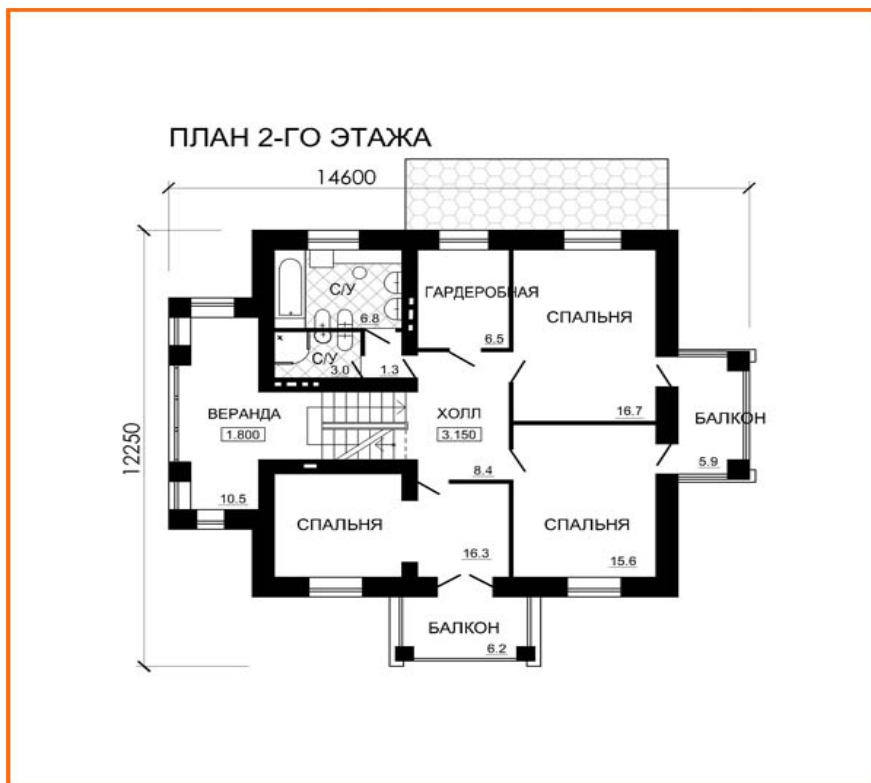 ПЛАН 2-ГО ЭТАЖА
14600
12250
С/У
6.8
ГАРДЕРОБНАЯ
6.5
СПАЛЬНЯ
16.7
С/У
3.0
1.3
ВЕРАНДА
1.800
10.5
ХОЛЛ
3.150
8.4
БАЛКОН
5.9
СПАЛЬНЯ
16.3
СПАЛЬНЯ
15.6
БАЛКОН
6.2